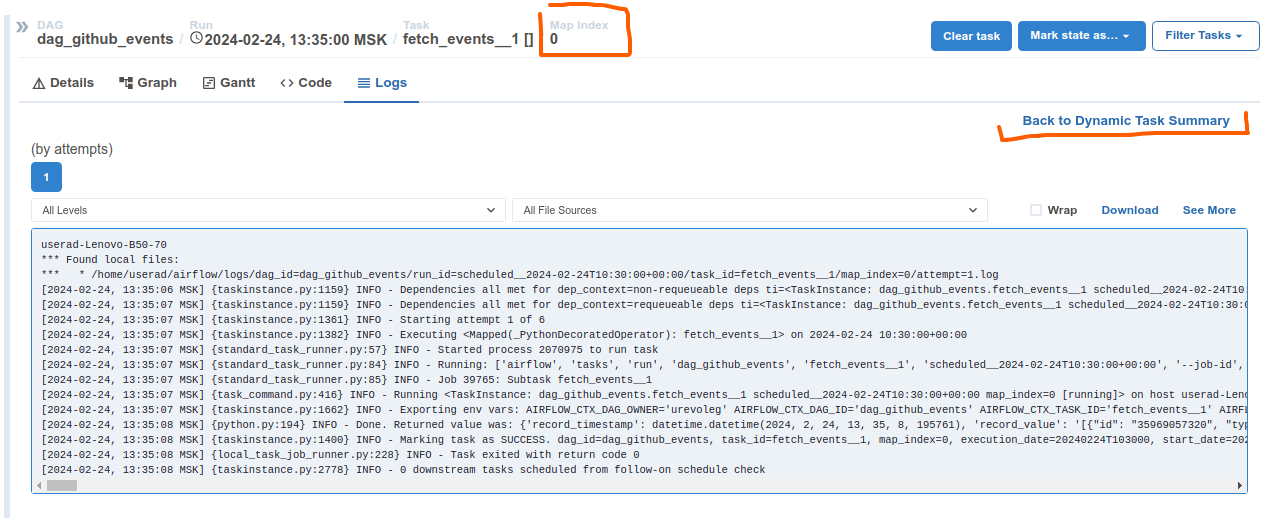 DAG Run Task Map Index
dag_github_events / 2024-02-24, 13:35:00 MSK / fetch_events__1 [] 0
Clear task Mark state as... Filter Tasks
Details Graph Gantt Code Logs
Back to Dynamic Task Summary
(by attempts)
1
All Levels All File Sources Wrap Download See More
userad-Lenovo-B50-70
*** Found local files:
***   * /home/userad/airflow/logs/dag_id=dag_github_events/run_id=scheduled__2024-02-24T10:30:00+00:00/task_id=fetch_events__1/map_index=0/attempt=1.log
[2024-02-24, 13:35:06 MSK] {taskinstance.py:1159} INFO - Dependencies all met for dep_context=non-requeueable deps ti=<TaskInstance: dag_github_events.fetch_events__1 scheduled__2024-02-24T10:
[2024-02-24, 13:35:07 MSK] {taskinstance.py:1159} INFO - Dependencies all met for dep_context=requeueable deps ti=<TaskInstance: dag_github_events.fetch_events__1 scheduled__2024-02-24T10:30:0
[2024-02-24, 13:35:07 MSK] {taskinstance.py:1361} INFO - Starting attempt 1 of 6
[2024-02-24, 13:35:07 MSK] {taskinstance.py:1382} INFO - Executing <Mapped(_PythonDecoratedOperator): fetch_events__1> on 2024-02-24 10:30:00+00:00
[2024-02-24, 13:35:07 MSK] {standard_task_runner.py:57} INFO - Started process 2070975 to run task
[2024-02-24, 13:35:07 MSK] {standard_task_runner.py:84} INFO - Running: ['airflow', 'tasks', 'run', 'dag_github_events', 'fetch_events__1', 'scheduled__2024-02-24T10:30:00+00:00', '--job-id',
[2024-02-24, 13:35:07 MSK] {standard_task_runner.py:85} INFO - Job 39765: Subtask fetch_events__1
[2024-02-24, 13:35:07 MSK] {task_command.py:416} INFO - Running <TaskInstance: dag_github_events.fetch_events__1 scheduled__2024-02-24T10:30:00+00:00 map_index=0 [running]> on host userad-Leno
[2024-02-24, 13:35:07 MSK] {taskinstance.py:1662} INFO - Exporting env vars: AIRFLOW_CTX_DAG_OWNER='urevoleg' AIRFLOW_CTX_DAG_ID='dag_github_events' AIRFLOW_CTX_TASK_ID='fetch_events__1' AIRFL
[2024-02-24, 13:35:08 MSK] {python.py:194} INFO - Done. Returned value was: {'record_timestamp': datetime.datetime(2024, 2, 24, 13, 35, 8, 195761), 'record_value': '[{"id": "35969057320", "typ
[2024-02-24, 13:35:08 MSK] {taskinstance.py:1400} INFO - Marking task as SUCCESS. dag_id=dag_github_events, task_id=fetch_events__1, map_index=0, execution_date=20240224T103000, start_date=202
[2024-02-24, 13:35:08 MSK] {local_task_job_runner.py:228} INFO - Task exited with return code 0
[2024-02-24, 13:35:08 MSK] {taskinstance.py:2778} INFO - 0 downstream tasks scheduled from follow-on schedule check